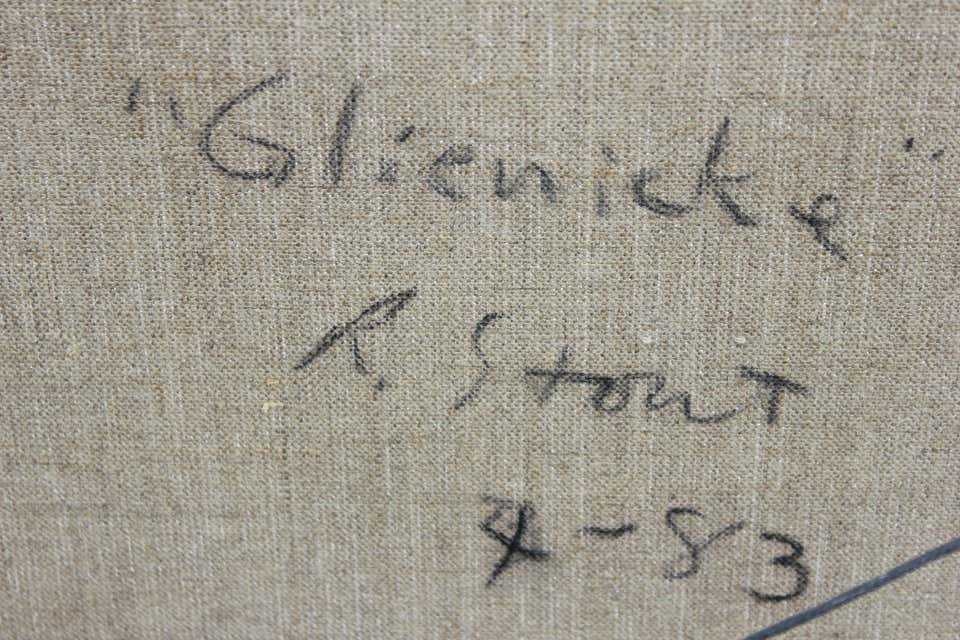 "Glienicke"
R. Stout
4-83